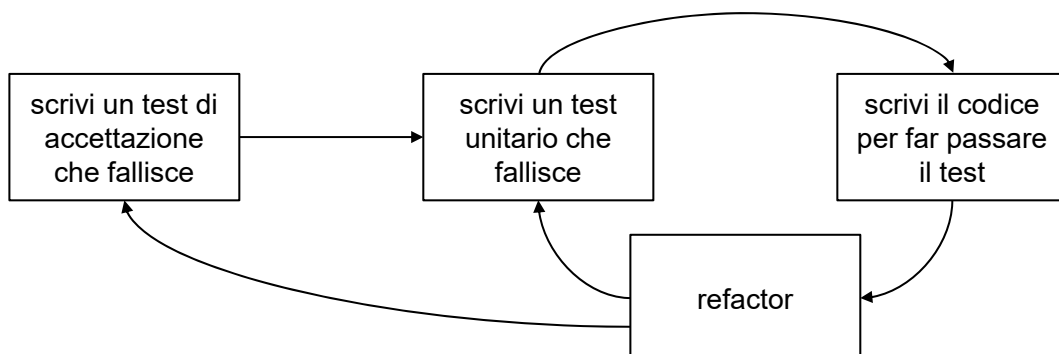 scrivi un test di
accettazione
che fallisce
scrivi un test
unitario che
fallisce
scrivi il codice
per far passare
il test
refactor